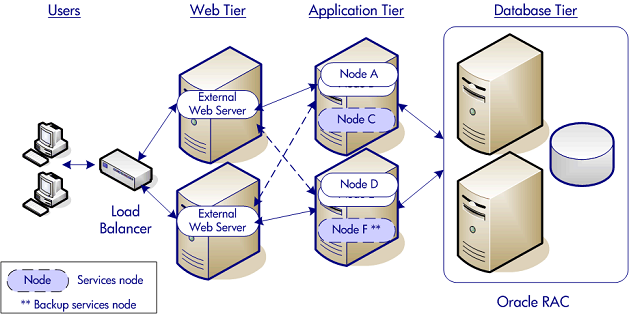 Users
Web Tier
Application Tier
Database Tier
External
Web Server
Node A
Node C
External
Web Server
Node D
Node F **
Load
Balancer
Oracle RAC
Node
Services node
** Backup services node